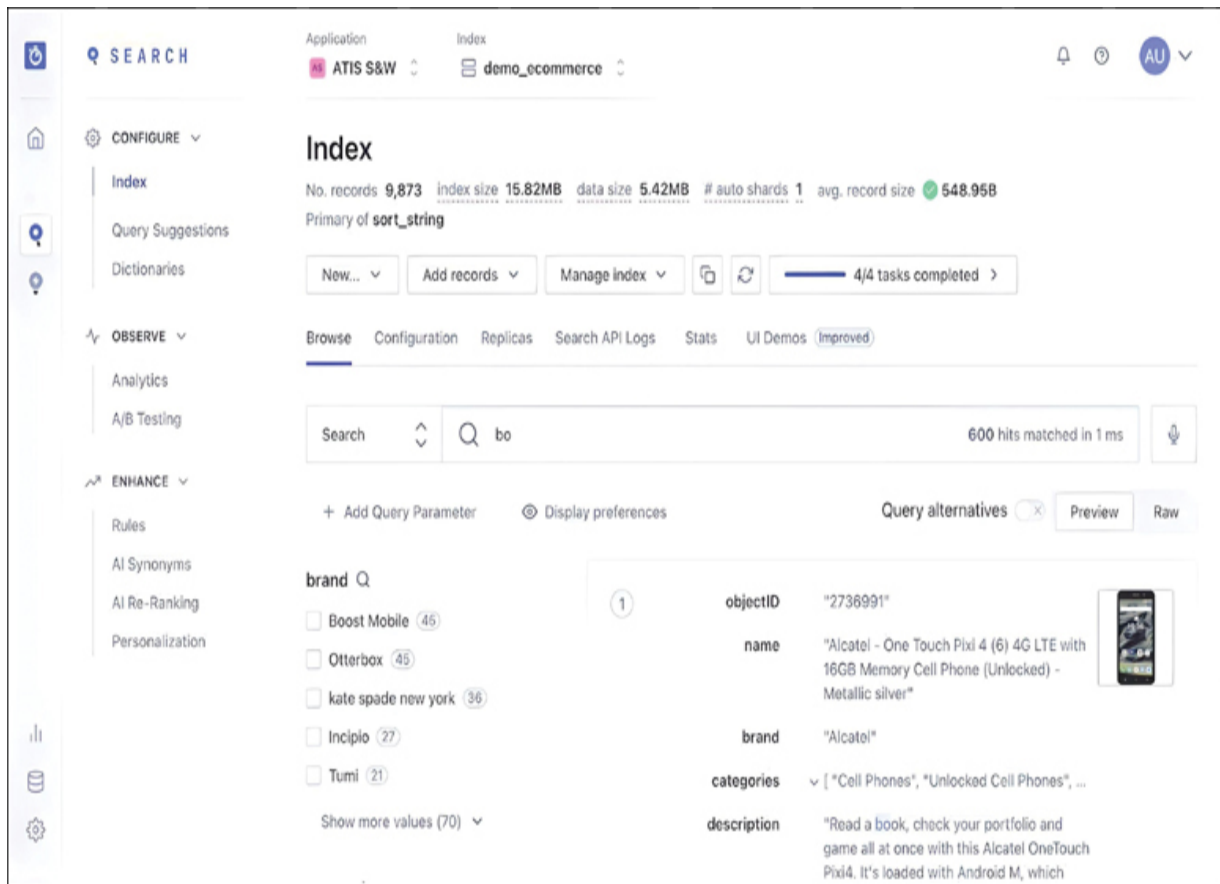 SEARCH
Application
Index
AS ATIS S&W
demo_ecommerce
AU
CONFIGURE
Index
Query Suggestions
Dictionaries
OBSERVE
Analytics
A/B Testing
ENHANCE
Rules
AI Synonyms
AI Re-Ranking
Personalization
Index
No. records 9,873 index size 15.82MB data size 5.42MB # auto shards 1 avg. record size 548.95B
Primary of sort_string
New... Add records Manage index 4/4 tasks completed
Browse Configuration Replicas Search API Logs Stats UI Demos Improved
Search bo 600 hits matched in 1 ms
+ Add Query Parameter Display preferences Query alternatives Preview Raw
brand
Boost Mobile 46
Otterbox 45
kate spade new york 36
Incipio 27
Tumi 21
Show more values (70)
1
objectID "2736991"
name "Alcatel - One Touch Pixi 4 (6) 4G LTE with
16GB Memory Cell Phone (Unlocked) -
Metallic silver"
brand "Alcatel"
categories [ "Cell Phones", "Unlocked Cell Phones", ...
description "Read a book, check your portfolio and
game all at once with this Alcatel OneTouch
Pixi4. It's loaded with Android M, which